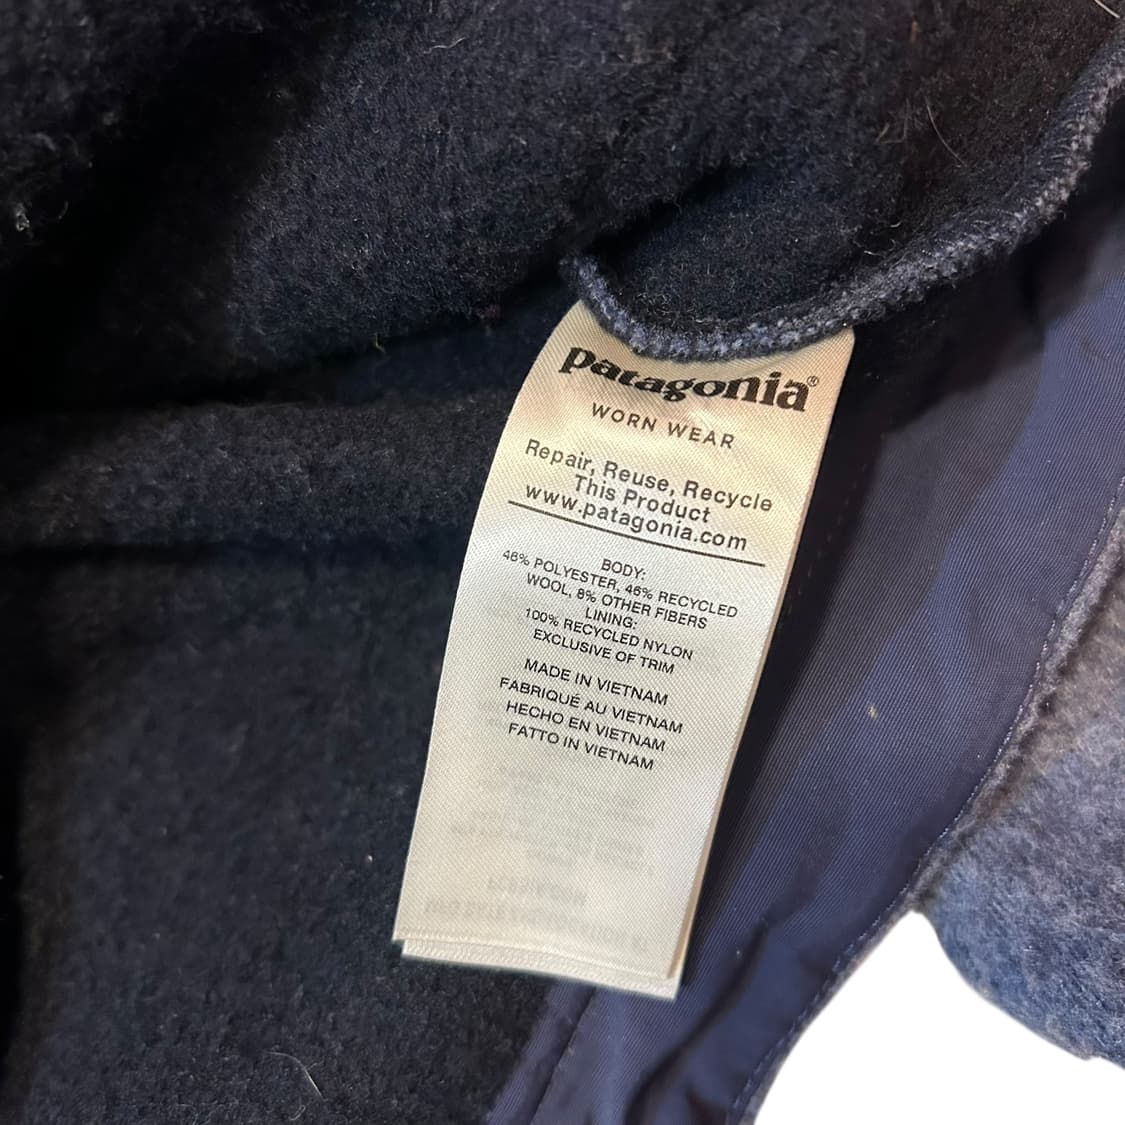 patagonia®
WORN WEAR
Repair, Reuse, Recycle
This Product
www.patagonia.com
BODY:
46% POLYESTER, 46% RECYCLED
WOOL, 8% OTHER FIBERS
LINING:
100% RECYCLED NYLON
EXCLUSIVE OF TRIM
MADE IN VIETNAM
FABRIQUÉ AU VIETNAM
HECHO EN VIETNAM
FATTO IN VIETNAM